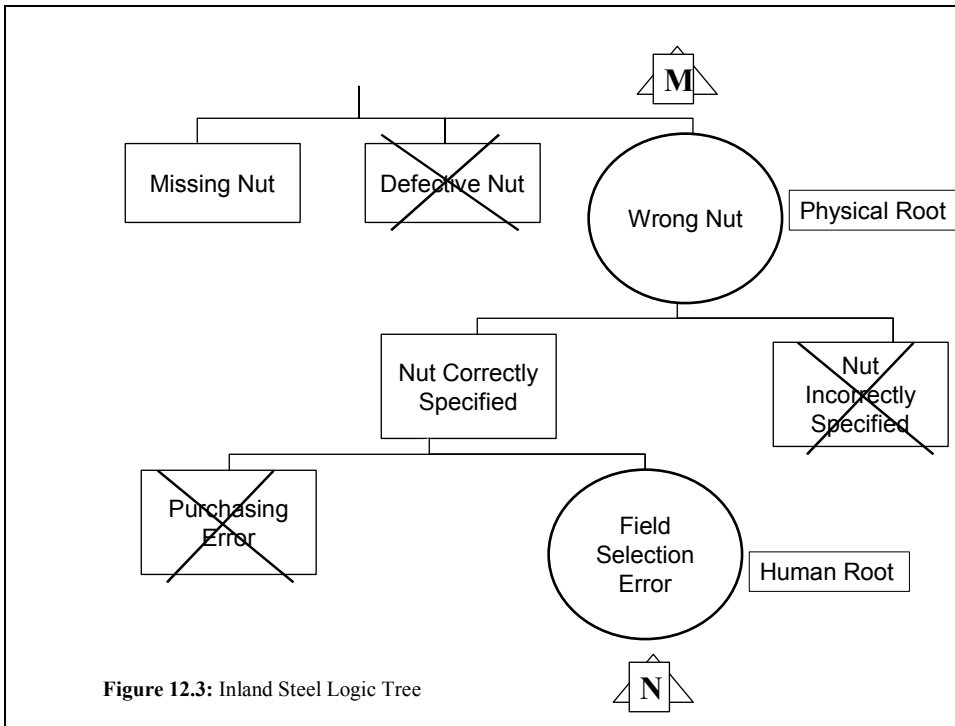 M
Missing Nut
Defective Nut
Wrong Nut
Physical Root
Nut Correctly
Specified
Nut
Incorrectly
Specified
Purchasing
Error
Field
Selection
Error
Human Root
Figure 12.3: Inland Steel Logic Tree
N